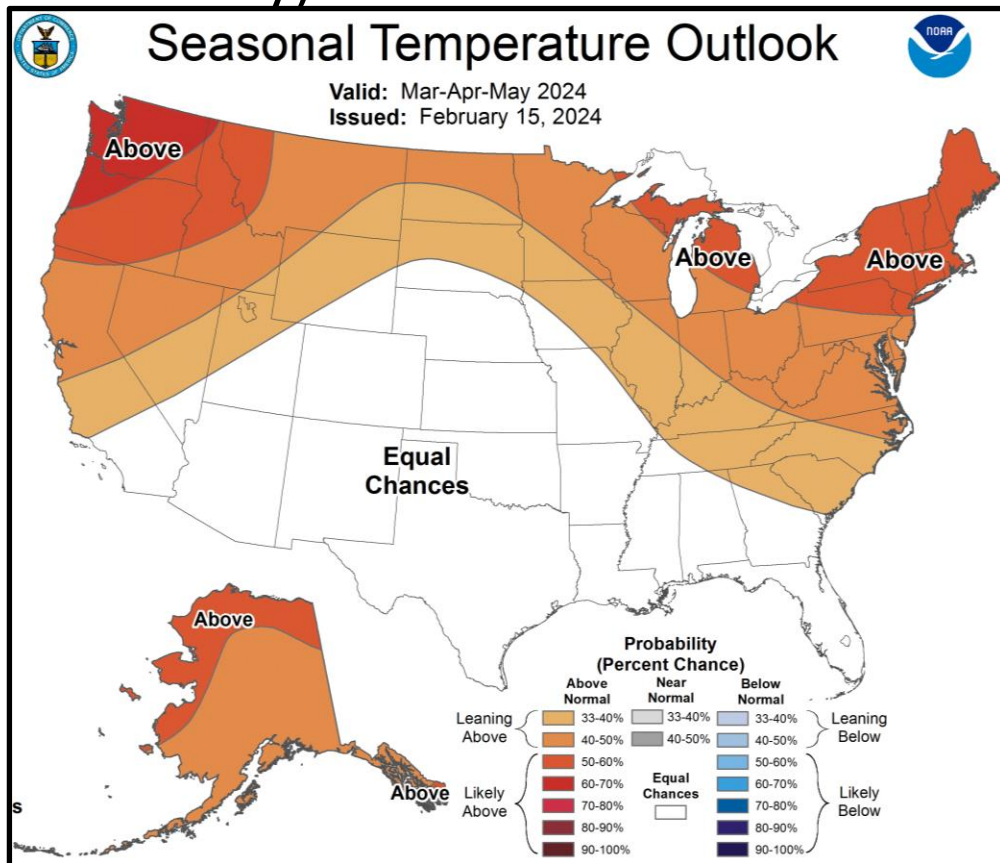 Seasonal Temperature Outlook
Valid: Mar-Apr-May 2024
Issued: February 15, 2024
NOAA
Above
Above
Above
Equal
Chances
Above
Above
s
Probability
(Percent Chance)
Above Normal
Near Normal
Below Normal
Leaning Above
33-40%
40-50%
Likely Above
50-60%
60-70%
70-80%
80-90%
90-100%
33-40%
40-50%
Equal Chances
33-40%
40-50%
Leaning Below
50-60%
60-70%
70-80%
80-90%
90-100%
Likely Below